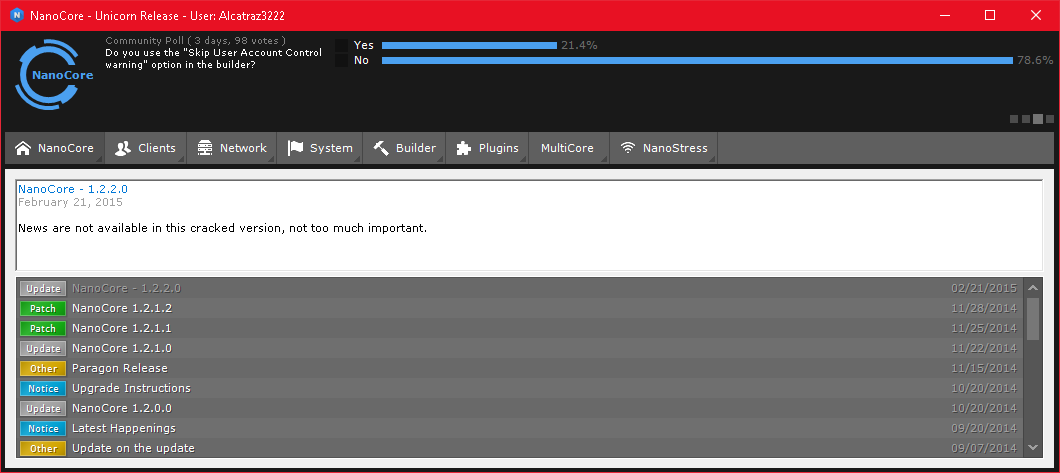 NanoCore - Unicorn Release - User: Alcatraz3222
NanoCore
Community Poll ( 3 days, 98 votes )
Do you use the "Skip User Account Control
warning" option in the builder?
Yes 21.4%
No 78.6%
NanoCore Clients Network System Builder Plugins MultiCore NanoStress
NanoCore - 1.2.2.0
February 21, 2015
News are not available in this cracked version, not too much important.
Update NanoCore - 1.2.2.0 02/21/2015
Patch NanoCore 1.2.1.2 11/28/2014
Patch NanoCore 1.2.1.1 11/25/2014
Update NanoCore 1.2.1.0 11/22/2014
Other Paragon Release 11/15/2014
Notice Upgrade Instructions 10/20/2014
Update NanoCore 1.2.0.0 10/20/2014
Notice Latest Happenings 09/20/2014
Other Update on the update 09/07/2014